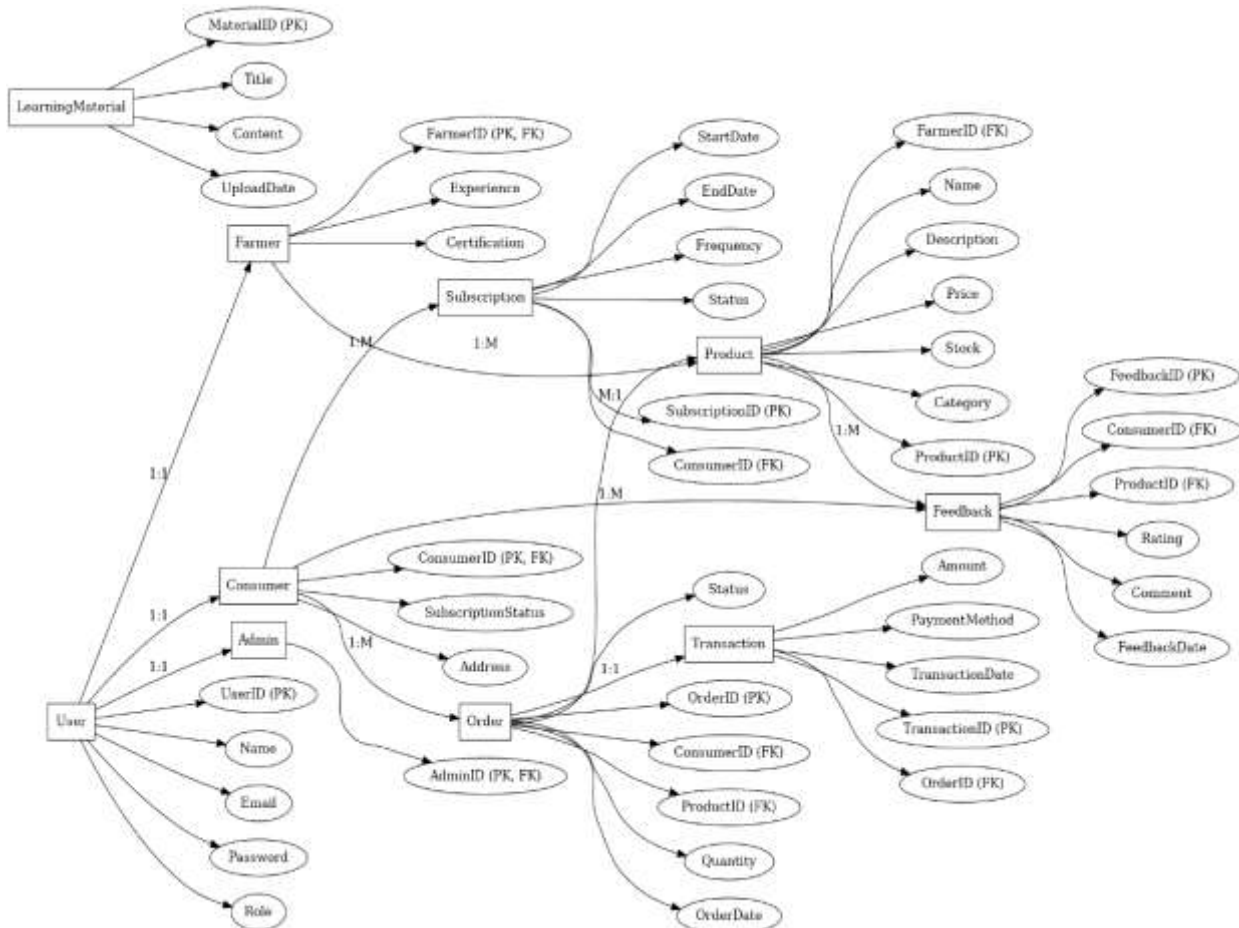 MaterialID (PK)
Title
LearningMaterial
Content
UploadDate
FarmerID (PK, FK)
Experience
Certification
Farmer
StartDate
EndDate
Frequency
Status
Subscription
FarmerID (FK)
Name
Description
Price
Stock
Category
ProductID (PK)
Product
1:M
1:M
M:1
1:M
SubscriptionID (PK)
ConsumerID (FK)
FeedbackID (PK)
ConsumerID (FK)
ProductID (FK)
Rating
Comment
FeedbackDate
Feedback
1:1
1:M
ConsumerID (PK, FK)
SubscriptionStatus
Address
Consumer
1:1
1:M
Admin
1:1
AdminID (PK, FK)
Status
Transaction
1:1
Amount
PaymentMethod
TransactionDate
TransactionID (PK)
OrderID (FK)
Order
OrderID (PK)
ConsumerID (FK)
ProductID (FK)
Quantity
OrderDate
User
UserID (PK)
Name
Email
Password
Role